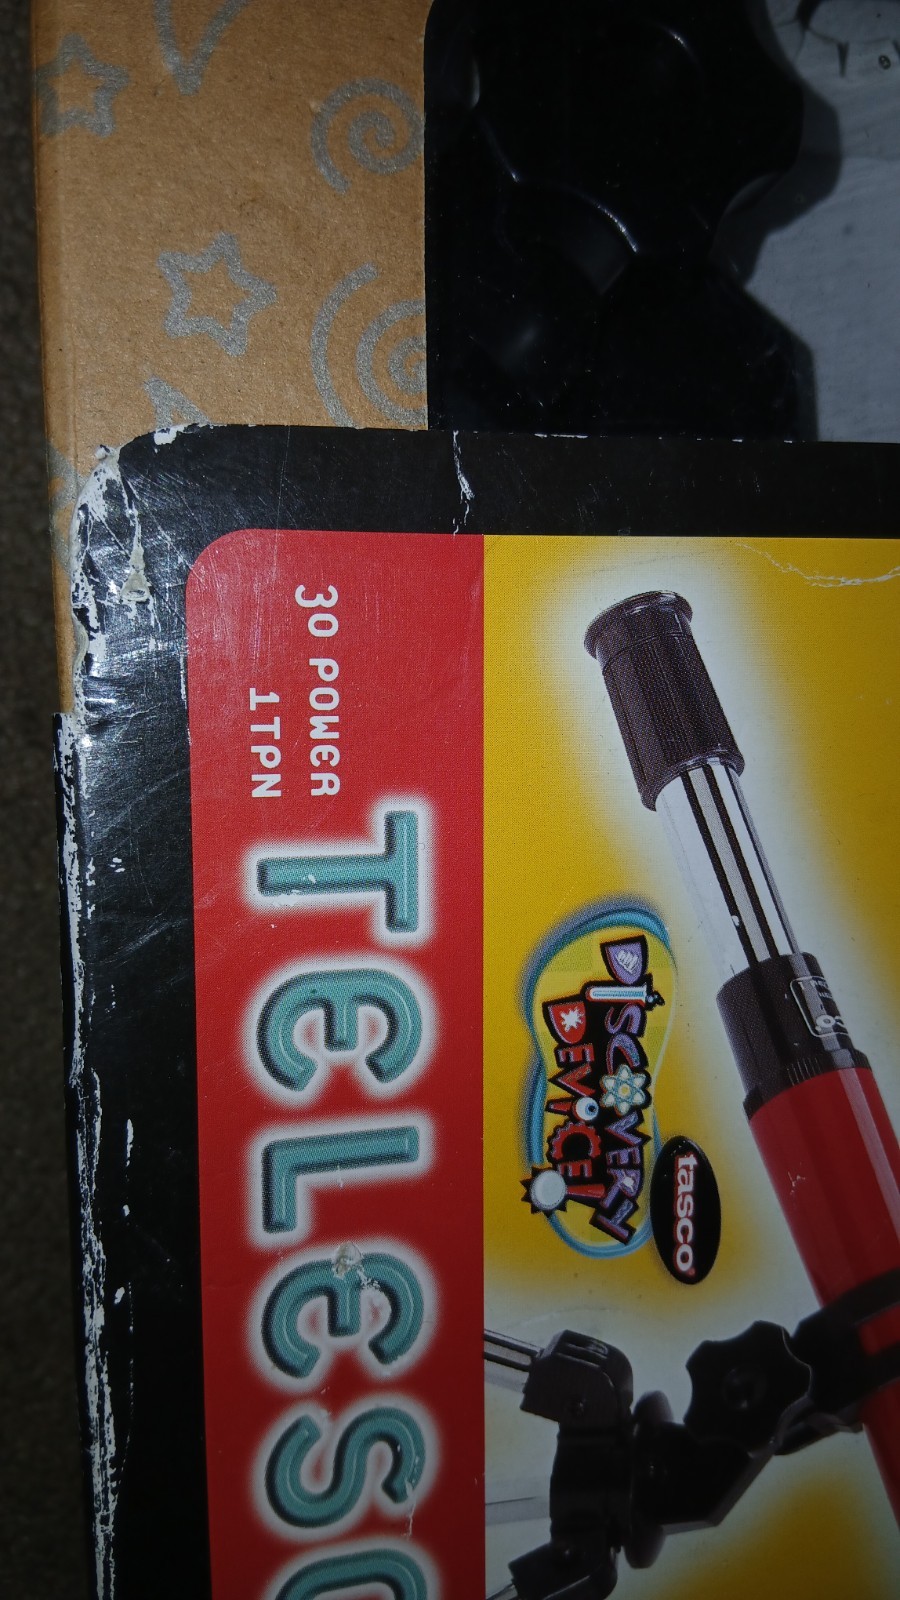 30 POWER
1TPN
TELESC
DISCOVERY
DEVICE!
tasco